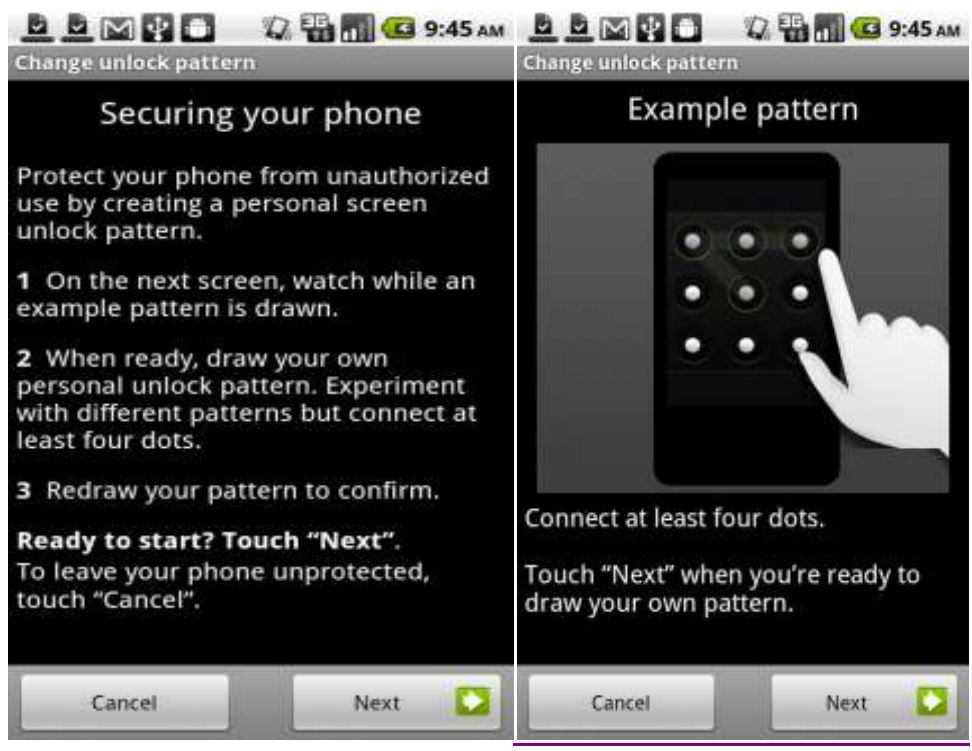 3G
9:45 AM
Change unlock pattern
Securing your phone
Protect your phone from unauthorized
use by creating a personal screen
unlock pattern.
1 On the next screen, watch while an
example pattern is drawn.
2 When ready, draw your own
personal unlock pattern. Experiment
with different patterns but connect at
least four dots.
3 Redraw your pattern to confirm.
Ready to start? Touch “Next”.
To leave your phone unprotected,
touch “Cancel”.
Cancel
Next
3G
9:45 AM
Change unlock pattern
Example pattern
Connect at least four dots.
Touch “Next” when you’re ready to
draw your own pattern.
Cancel
Next